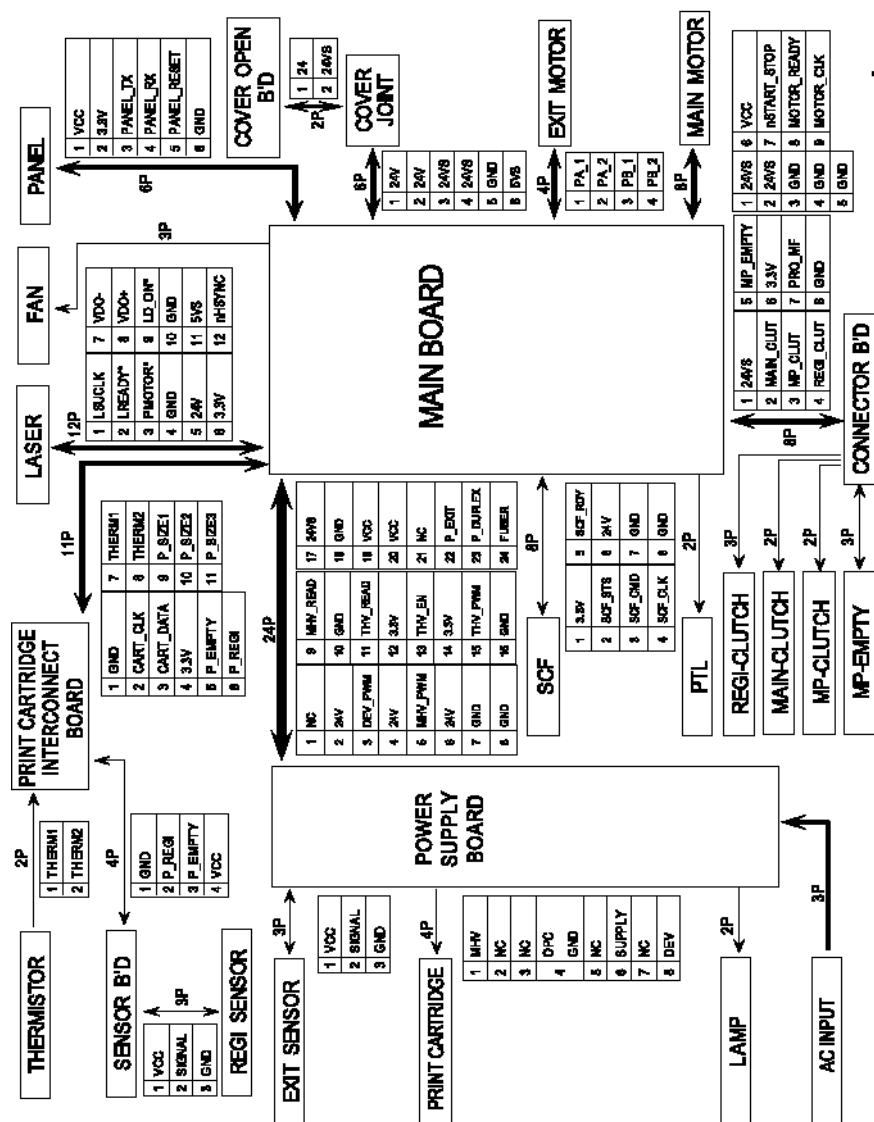 PANEL
6P
1 VCC
2 3.3V
3 PANEL_TX
4 PANEL_RX
5 PANEL_RESET
6 GND
COVER OPEN
B'D
1 24
2 24VS
2P
COVER
JOINT
6P
1 24V
2 24V
3 24VS
4 24VS
5 GND
6 5VS
EXIT MOTOR
4P
1 PA_1
2 PA_2
3 PB_1
4 PB_2
MAIN MOTOR
8P
1 24VS
2 24VS
3 GND
4 GND
5 GND
6 VCC
7 nSTART_STOP
8 MOTOR_READY
9 MOTOR_CLK
FAN
3P
LASER
12P
1 LSUCLK
2 LREADY*
3 PMOTOR*
4 GND
5 24V
6 3.3V
7 VDO-
8 VDO+
9 LD_ON*
10 GND
11 5VS
12 nHSYNC
MAIN BOARD
1 24VS
2 MAIN_CLUT
3 MP_CLUT
4 REGI_CLUT
5 MP_EMPTY
6 3.3V
7 PRO_MF
8 GND
8P
CONNECTOR B'D
PRINT CARTRIDGE
INTERCONNECT
BOARD
11P
1 GND
2 CART_CLK
3 CART_DATA
4 3.3V
5 P_EMPTY
6 P_REGI
7 THERM1
8 THERM2
9 P_SIZE1
10 P_SIZE2
11 P_SIZE3
24P
1 NC
2 24V
3 DEV_PWM
4 24V
5 MHV_PWM
6 24V
7 GND
8 GND
9 MHV_READ
10 GND
11 THV_READ
12 3.3V
13 THV_EN
14 3.3V
15 THV_PWM
16 GND
17 24VS
18 GND
19 VCC
20 VCC
21 NC
22 P_EXIT
23 P_DUPLEX
24 FUSER
SCF
8P
1 3.3V
2 SCF_STS
3 SCF_CMD
4 SCF_CLK
5 SCF_RDY
6 24V
7 GND
8 GND
PTL
2P
REGI-CLUTCH
3P
MAIN-CLUTCH
2P
MP-CLUTCH
2P
MP-EMPTY
3P
THERMISTOR
2P
1 THERM1
2 THERM2
SENSOR B'D
4P
1 GND
2 P_REGI
3 P_EMPTY
4 VCC
3P
1 VCC
2 SIGNAL
3 GND
REGI SENSOR
POWER
SUPPLY
BOARD
EXIT SENSOR
3P
1 VCC
2 SIGNAL
3 GND
PRINT CARTRIDGE
4P
1 MHV
2 NC
3 NC
OPC
4 GND
5 NC
6 SUPPLY
7 NC
8 DEV
LAMP
2P
AC INPUT
3P